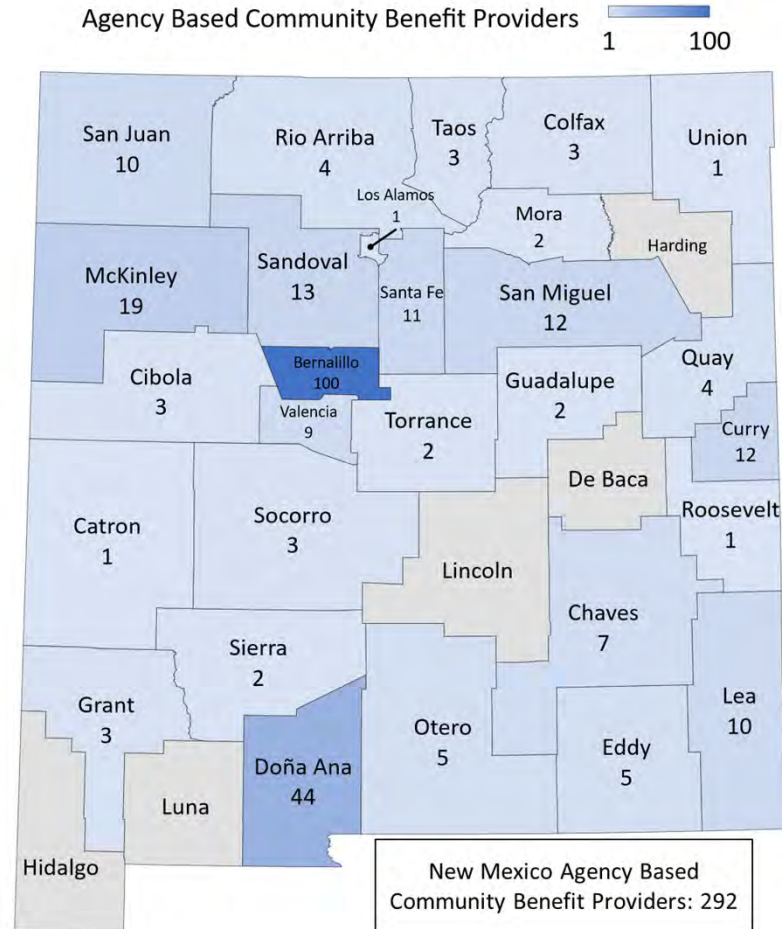 Agency Based Community Benefit Providers
1 100
San Juan
10
Rio Arriba
4
Taos
3
Colfax
3
Union
1
Los Alamos
1
Mora
2
Harding
McKinley
19
Sandoval
13
Santa Fe
11
San Miguel
12
Quay
4
Cibola
3
Bernalillo
100
Valencia
9
Torrance
2
Guadalupe
2
Curry
12
De Baca
Roosevelt
1
Catron
1
Socorro
3
Lincoln
Chaves
7
Sierra
2
Grant
3
Lea
10
Otero
5
Eddy
5
Doña Ana
44
Luna
Hidalgo
New Mexico Agency Based
Community Benefit Providers: 292